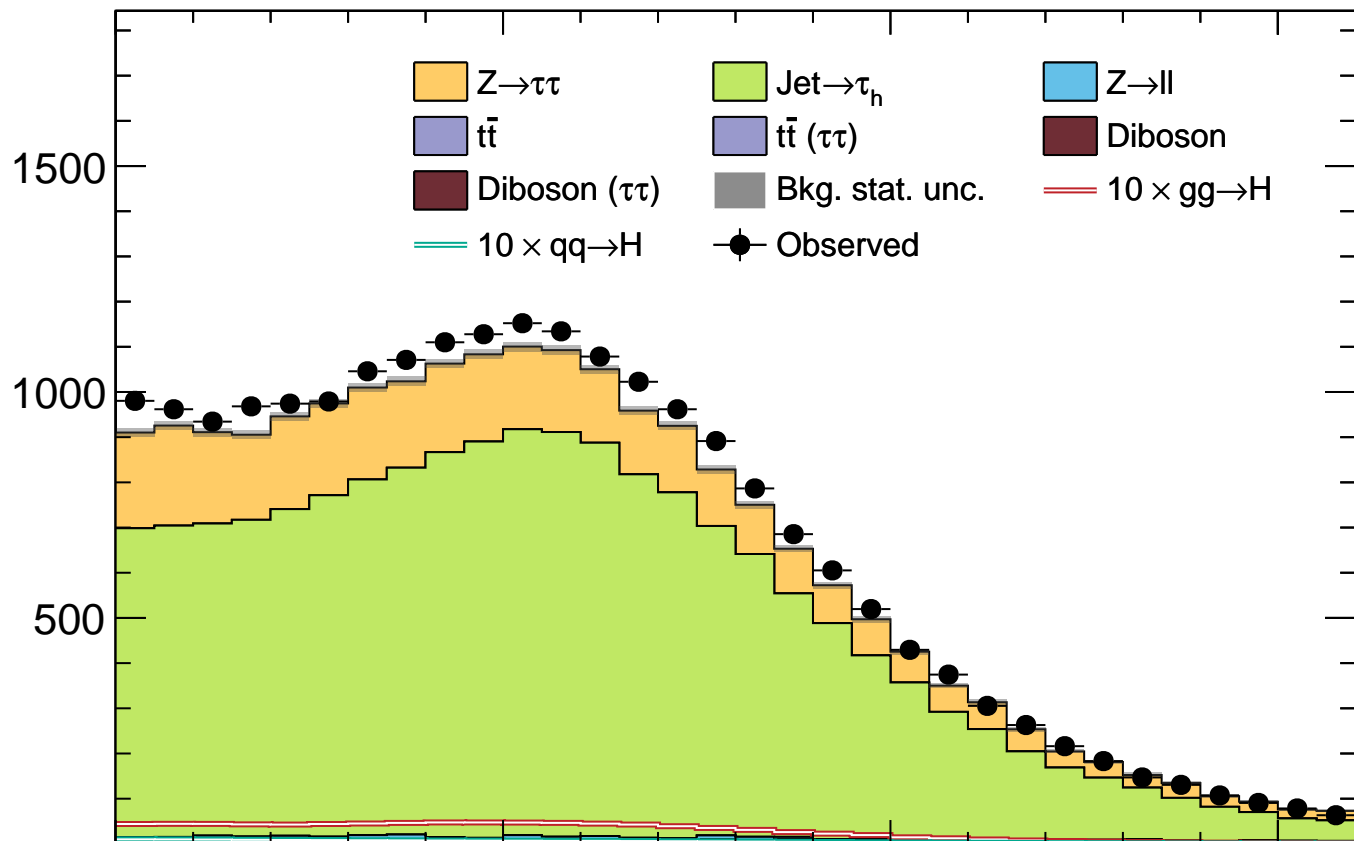 Z→ττ Jet→τh Z→ll
tt̄ tt̄ (ττ) Diboson
1500
Diboson (ττ) Bkg. stat. unc. 10 × gg→H
10 × qq→H Observed
1000
500